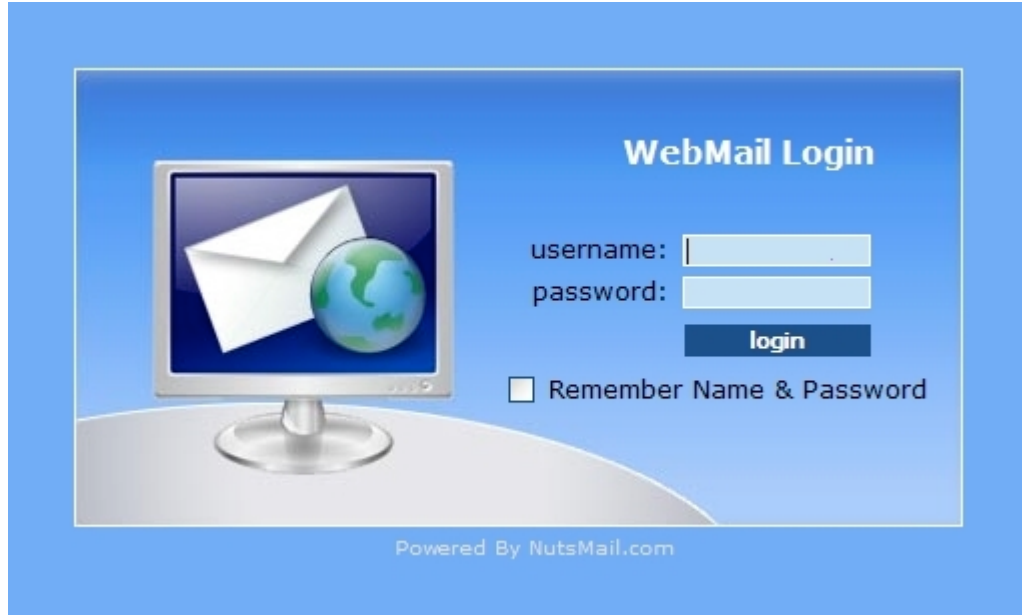 WebMail Login
username:
password:
login
Remember Name & Password
Powered By NutsMail.com